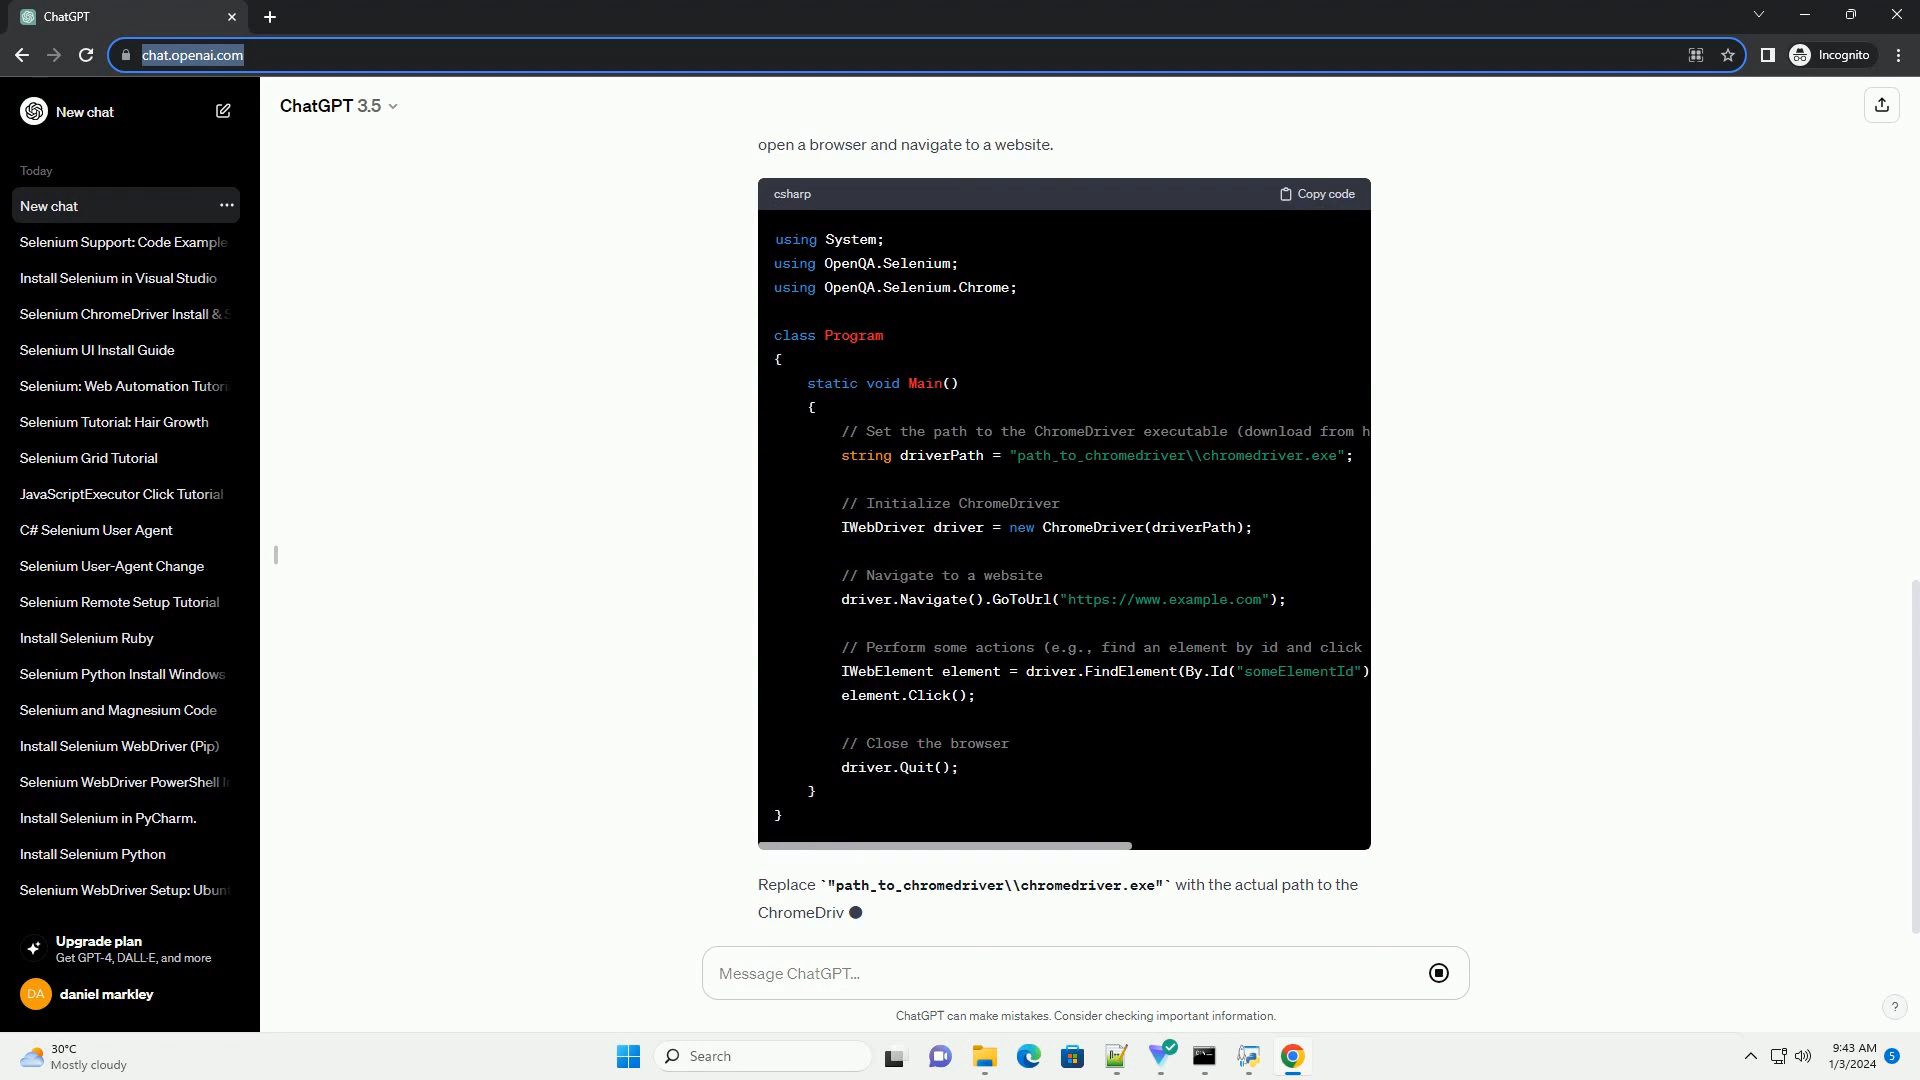 ChatGPT
chat.openai.com
Incognito
New chat
Today
New chat
Selenium Support: Code Example
Install Selenium in Visual Studio
Selenium ChromeDriver Install &
Selenium UI Install Guide
Selenium: Web Automation Tutori
Selenium Tutorial: Hair Growth
Selenium Grid Tutorial
JavaScriptExecutor Click Tutorial
C# Selenium User Agent
Selenium User-Agent Change
Selenium Remote Setup Tutorial
Install Selenium Ruby
Selenium Python Install Windows
Selenium and Magnesium Code
Install Selenium WebDriver (Pip)
Selenium WebDriver PowerShell
Install Selenium in PyCharm.
Install Selenium Python
Selenium WebDriver Setup: Ubun
Upgrade plan
Get GPT-4, DALL·E, and more
DA daniel markley
ChatGPT 3.5
open a browser and navigate to a website.
csharp Copy code
using System;
using OpenQA.Selenium;
using OpenQA.Selenium.Chrome;
class Program
{
static void Main()
{
// Set the path to the ChromeDriver executable (download from h
string driverPath = "path_to_chromedriver\\chromedriver.exe";
// Initialize ChromeDriver
IWebDriver driver = new ChromeDriver(driverPath);
// Navigate to a website
driver.Navigate().GoToUrl("https://www.example.com");
// Perform some actions (e.g., find an element by id and click
IWebElement element = driver.FindElement(By.Id("someElementId")
element.Click();
// Close the browser
driver.Quit();
}
}
Replace `"path_to_chromedriver\\chromedriver.exe"` with the actual path to the
ChromeDriv
Message ChatGPT...
ChatGPT can make mistakes. Consider checking important information.
?
30°C
Mostly cloudy
Search
9:43 AM
1/3/2024
5